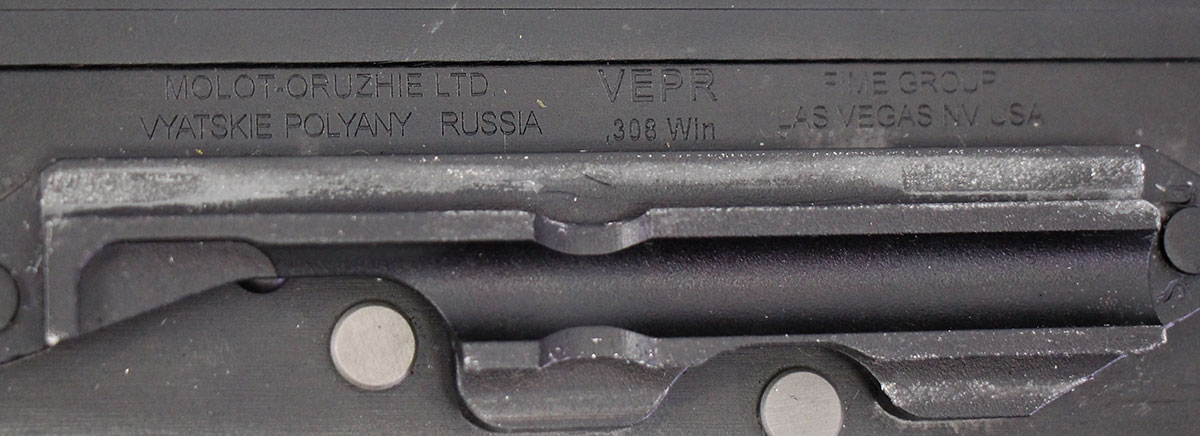 MOLOT-ORUZHIE LTD.
VYATSKIE POLYANY RUSSIA
VEPR
.308 Win
FIME GROUP
LAS VEGAS NV USA